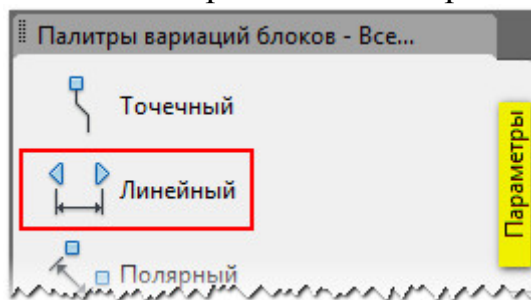 Палитры вариаций блоков - Все...
Точечный
Линейный
Параметры
Полярный